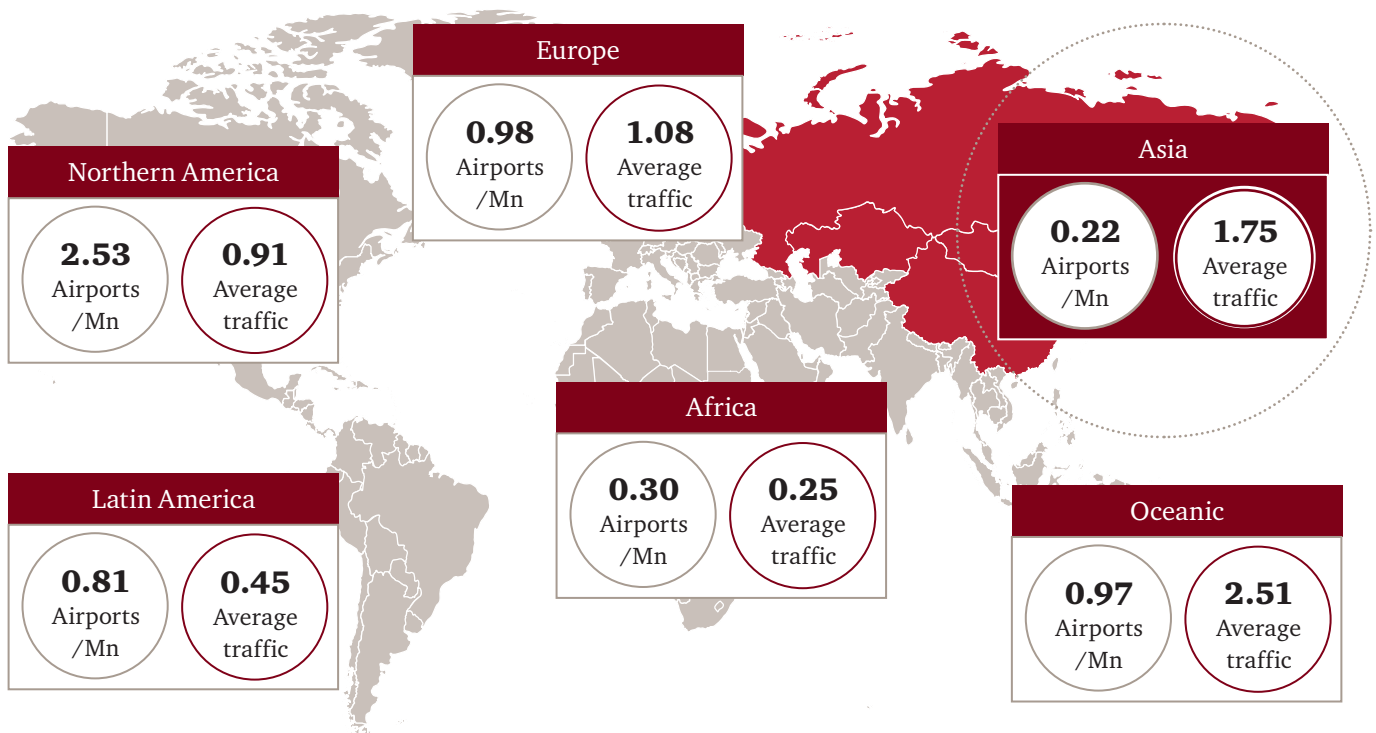 Europe
0.98
Airports
/Mn
1.08
Average
traffic
Asia
0.22
Airports
/Mn
1.75
Average
traffic
Northern America
2.53
Airports
/Mn
0.91
Average
traffic
Africa
0.30
Airports
/Mn
0.25
Average
traffic
Latin America
0.81
Airports
/Mn
0.45
Average
traffic
Oceanic
0.97
Airports
/Mn
2.51
Average
traffic